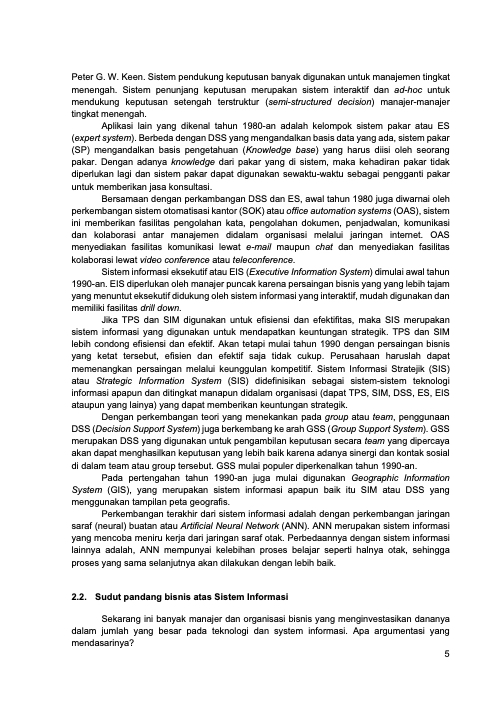 Peter G. W. Keen. Sistem pendukung keputusan banyak digunakan untuk manajemen tingkat
menengah. Sistem penunjang keputusan merupakan sistem interaktif dan ad-hoc untuk
mendukung keputusan setengah terstruktur (semi-structured decision) manajer-manajer
tingkat menengah.
Aplikasi lain yang dikenal tahun 1980-an adalah kelompok sistem pakar atau ES
(expert system). Berbeda dengan DSS yang mengandalkan basis data yang ada, sistem pakar
(SP) mengandalkan basis pengetahuan (Knowledge base) yang harus diisi oleh seorang
pakar. Dengan adanya knowledge dari pakar yang di sistem, maka kehadiran pakar tidak
diperlukan lagi dan sistem pakar dapat digunakan sewaktu-waktu sebagai pengganti pakar
untuk memberikan jasa konsultasi.
Bersamaan dengan perkambangan DSS dan ES, awal tahun 1980 juga diwarnai oleh
perkembangan sistem otomatisasi kantor (SOK) atau office automation systems (OAS), sistem
ini memberikan fasilitas pengolahan kata, pengolahan dokumen, penjadwalan, komunikasi
dan kolaborasi antar manajemen didalam organisasi melalui jaringan internet. OAS
menyediakan fasilitas komunikasi lewat e-mail maupun chat dan menyediakan fasilitas
kolaborasi lewat video conference atau teleconference.
Sistem informasi eksekutif atau EIS (Executive Information System) dimulai awal tahun
1990-an. EIS diperlukan oleh manajer puncak karena persaingan bisnis yang yang lebih tajam
yang menuntut eksekutif didukung oleh sistem informasi yang interaktif, mudah digunakan dan
memiliki fasilitas drill down.
Jika TPS dan SIM digunakan untuk efisiensi dan efektifitas, maka SIS merupakan
sistem informasi yang digunakan untuk mendapatkan keuntungan strategik. TPS dan SIM
lebih condong efisiensi dan efektif. Akan tetapi mulai tahun 1990 dengan persaingan bisnis
yang ketat tersebut, efisien dan efektif saja tidak cukup. Perusahaan haruslah dapat
memenangkan persaingan melalui keunggulan kompetitif. Sistem Informasi Stratejik (SIS)
atau Strategic Information System (SIS) didefinisikan sebagai sistem-sistem teknologi
informasi apapun dan ditingkat manapun didalam organisasi (dapat TPS, SIM, DSS, ES, EIS
ataupun yang lainya) yang dapat memberikan keuntungan strategik.
Dengan perkembangan teori yang menekankan pada group atau team, penggunaan
DSS (Decision Support System) juga berkembang ke arah GSS (Group Support System). GSS
merupakan DSS yang digunakan untuk pengambilan keputusan secara team yang dipercaya
akan dapat menghasilkan keputusan yang lebih baik karena adanya sinergi dan kontak sosial
di dalam team atau group tersebut. GSS mulai populer diperkenalkan tahun 1990-an.
Pada pertengahan tahun 1990-an juga mulai digunakan Geographic Information
System (GIS), yang merupakan sistem informasi apapun baik itu SIM atau DSS yang
menggunakan tampilan peta geografis.
Perkembangan terakhir dari sistem informasi adalah dengan perkembangan jaringan
saraf (neural) buatan atau Artificial Neural Network (ANN). ANN merupakan sistem informasi
yang mencoba meniru kerja dari jaringan saraf otak. Perbedaannya dengan sistem informasi
lainnya adalah, ANN mempunyai kelebihan proses belajar seperti halnya otak, sehingga
proses yang sama selanjutnya akan dilakukan dengan lebih baik.
2.2. Sudut pandang bisnis atas Sistem Informasi
Sekarang ini banyak manajer dan organisasi bisnis yang menginvestasikan dananya
dalam jumlah yang besar pada teknologi dan system informasi. Apa argumentasi yang
mendasarinya?
5